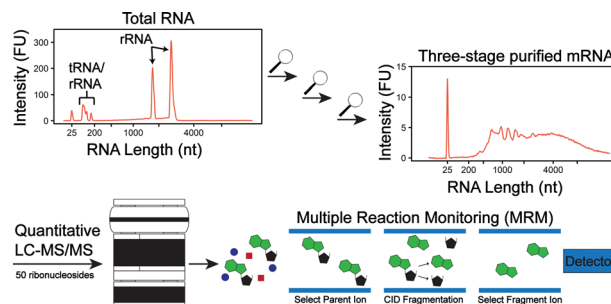 Total RNA
Intensity (FU)
300
200
100
0
tRNA/
rRNA
rRNA
25
200
1000
4000
RNA Length (nt)
Three-stage purified mRNA
Intensity (FU)
15
10
5
0
25
200
1000
4000
RNA Length (nt)
Quantitative
LC-MS/MS
50 ribonucleosides
Multiple Reaction Monitoring (MRM)
Select Parent Ion
CID Fragmentation
Select Fragment Ion
Detector